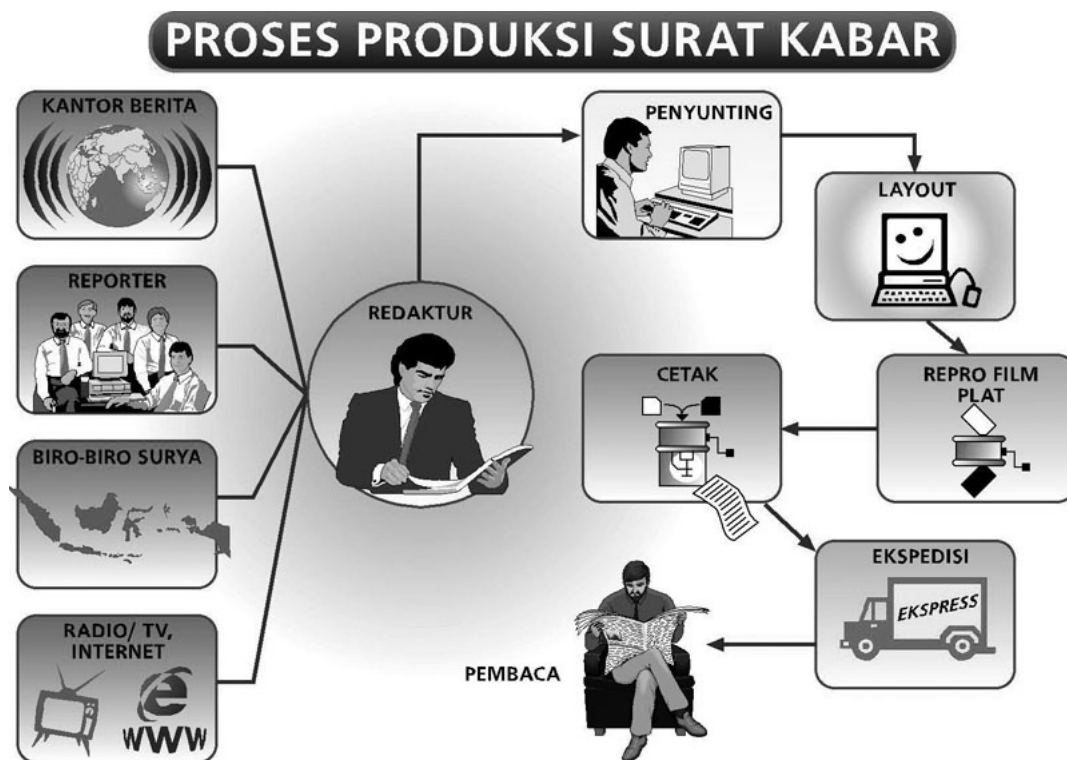 PROSES PRODUKSI SURAT KABAR
KANTOR BERITA
REPORTER
BIRO-BIRO SURYA
RADIO/ TV,
INTERNET
WWW
REDAKTUR
PENYUNTING
LAYOUT
REPRO FILM
PLAT
CETAK
EKSPEDISI
EKSPRESS
PEMBACA